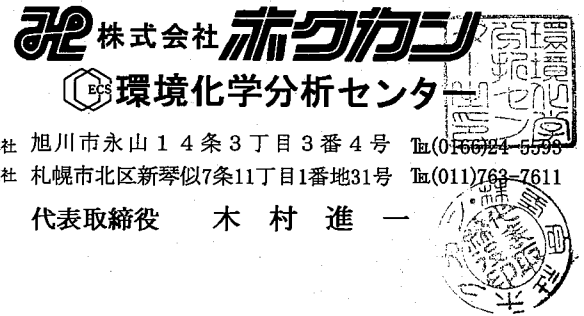 株式会社ホクカン
ECS 環境化学分析センター
社 旭川市永山14条3丁目3番4号 ℡(0166)24-5593
社 札幌市北区新琴似7条11丁目1番地31号 ℡(011)763-7611
代表取締役 木村進一